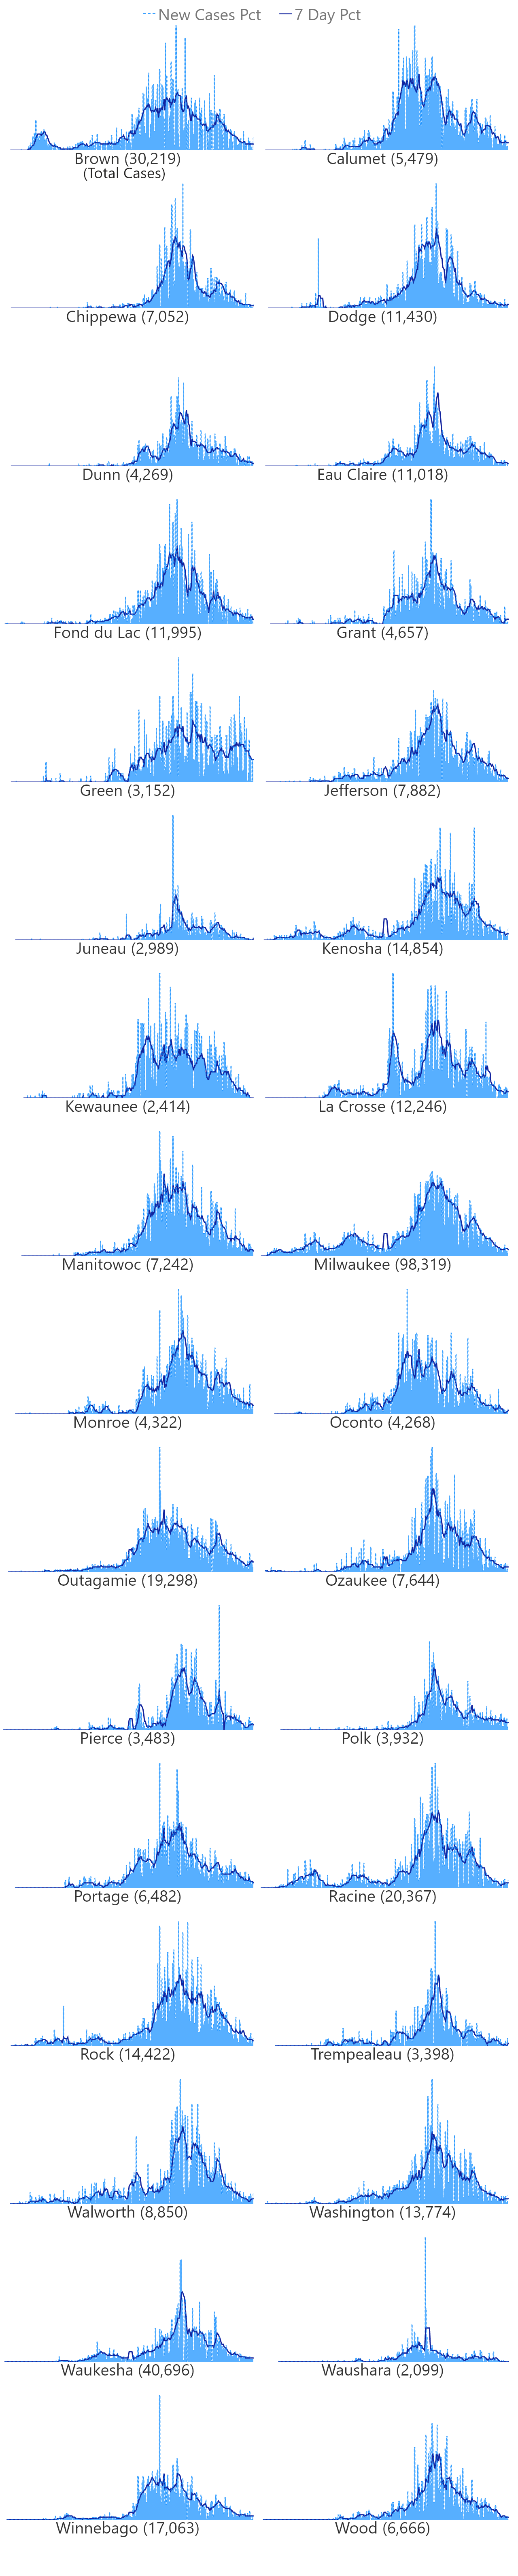 New Cases Pct 7 Day Pct
Brown (30,219) Calumet (5,479)
(Total Cases)
Chippewa (7,052) Dodge (11,430)
Dunn (4,269) Eau Claire (11,018)
Fond du Lac (11,995) Grant (4,657)
Green (3,152) Jefferson (7,882)
Juneau (2,989) Kenosha (14,854)
Kewaunee (2,414) La Crosse (12,246)
Manitowoc (7,242) Milwaukee (98,319)
Monroe (4,322) Oconto (4,268)
Outagamie (19,298) Ozaukee (7,644)
Pierce (3,483) Polk (3,932)
Portage (6,482) Racine (20,367)
Rock (14,422) Trempealeau (3,398)
Walworth (8,850) Washington (13,774)
Waukesha (40,696) Waushara (2,099)
Winnebago (17,063) Wood (6,666)